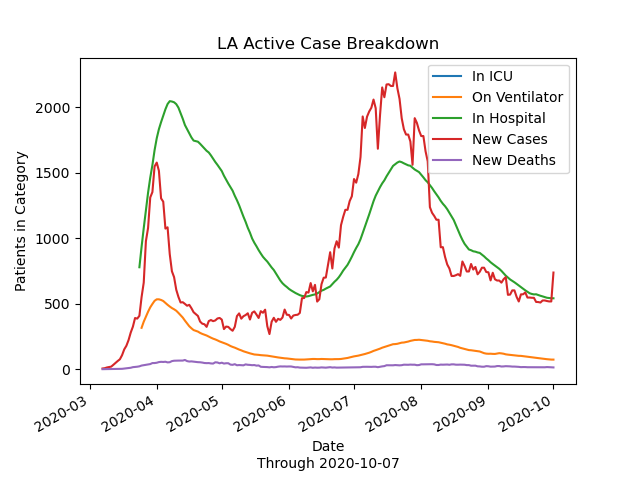 LA Active Case Breakdown
In ICU
On Ventilator
In Hospital
New Cases
New Deaths
Patients in Category
2000
1500
1000
500
0
2020-03
2020-04
2020-05
2020-06
2020-07
2020-08
2020-09
2020-10
Date
Through 2020-10-07